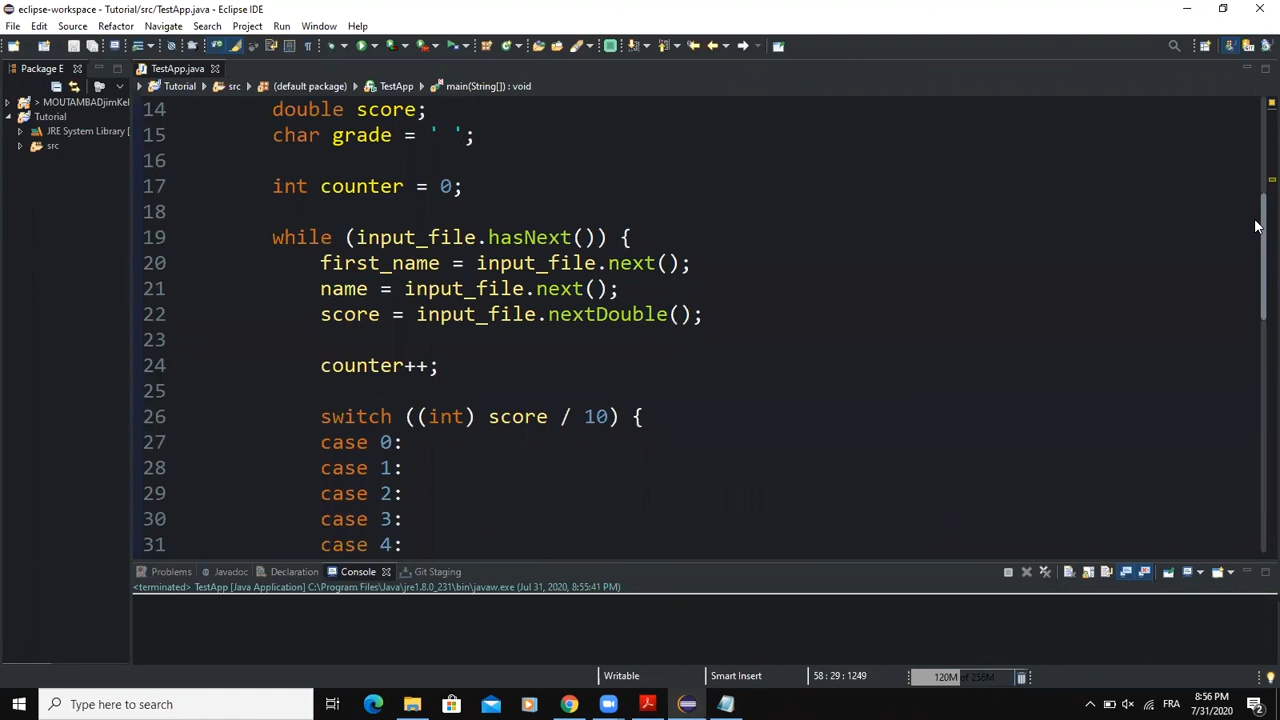 eclipse-workspace - Tutorial/src/TestApp.java - Eclipse IDE
File Edit Source Refactor Navigate Search Project Run Window Help
Package E
TestApp.java
Tutorial src (default package) TestApp main(String[]) : void
> MOUTAMBADjimKel
Tutorial
JRE System Library [
src
14 double score;
15 char grade = ' ';
16
17 int counter = 0;
18
19 while (input_file.hasNext()) {
20 first_name = input_file.next();
21 name = input_file.next();
22 score = input_file.nextDouble();
23
24 counter++;
25
26 switch ((int) score / 10) {
27 case 0:
28 case 1:
29 case 2:
30 case 3:
31 case 4:
Problems Javadoc Declaration Console Git Staging
<terminated> TestApp [Java Application] C:\Program Files\Java\jre1.8.0_231\bin\javaw.exe (Jul 31, 2020, 8:55:41 PM)
Writable Smart Insert 58 : 29 : 1249 120M of 256M
Type here to search
FRA
8:56 PM
7/31/2020
2